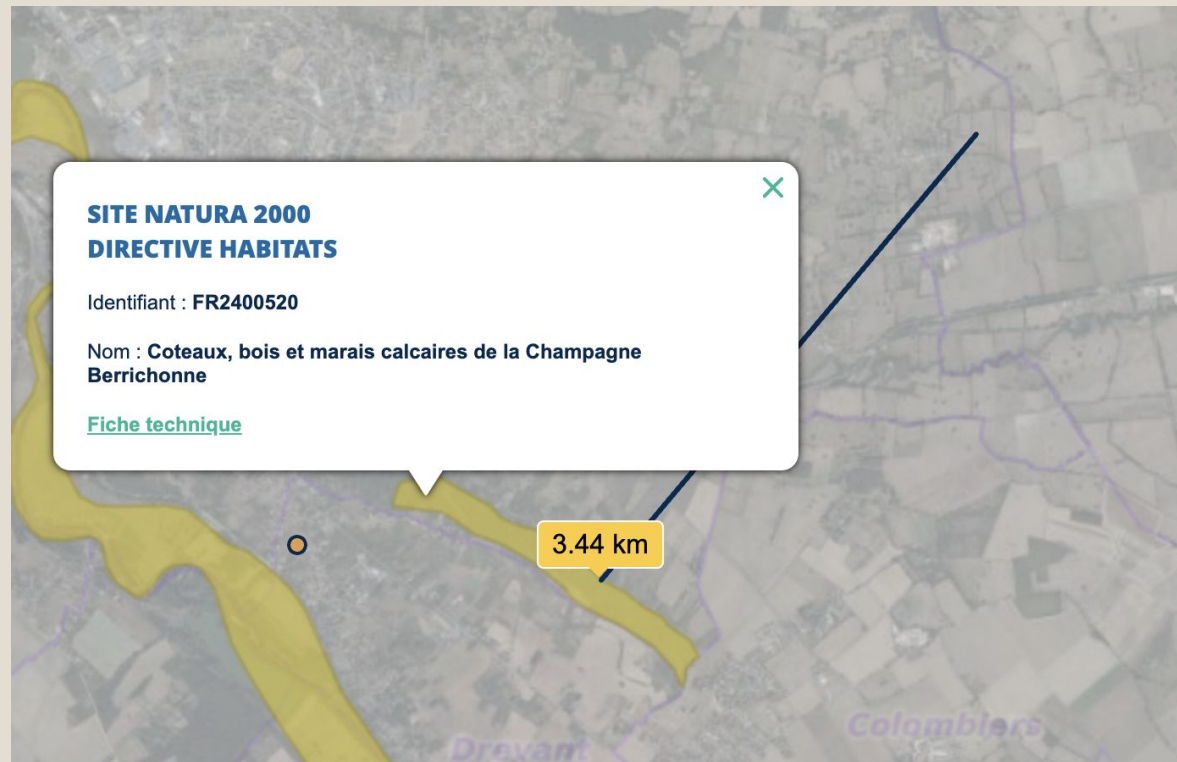 SITE NATURA 2000
DIRECTIVE HABITATS
Identifiant : FR2400520
Nom : Coteaux, bois et marais calcaires de la Champagne
Berrichonne
Fiche technique
3.44 km
Colombiers
Drevant